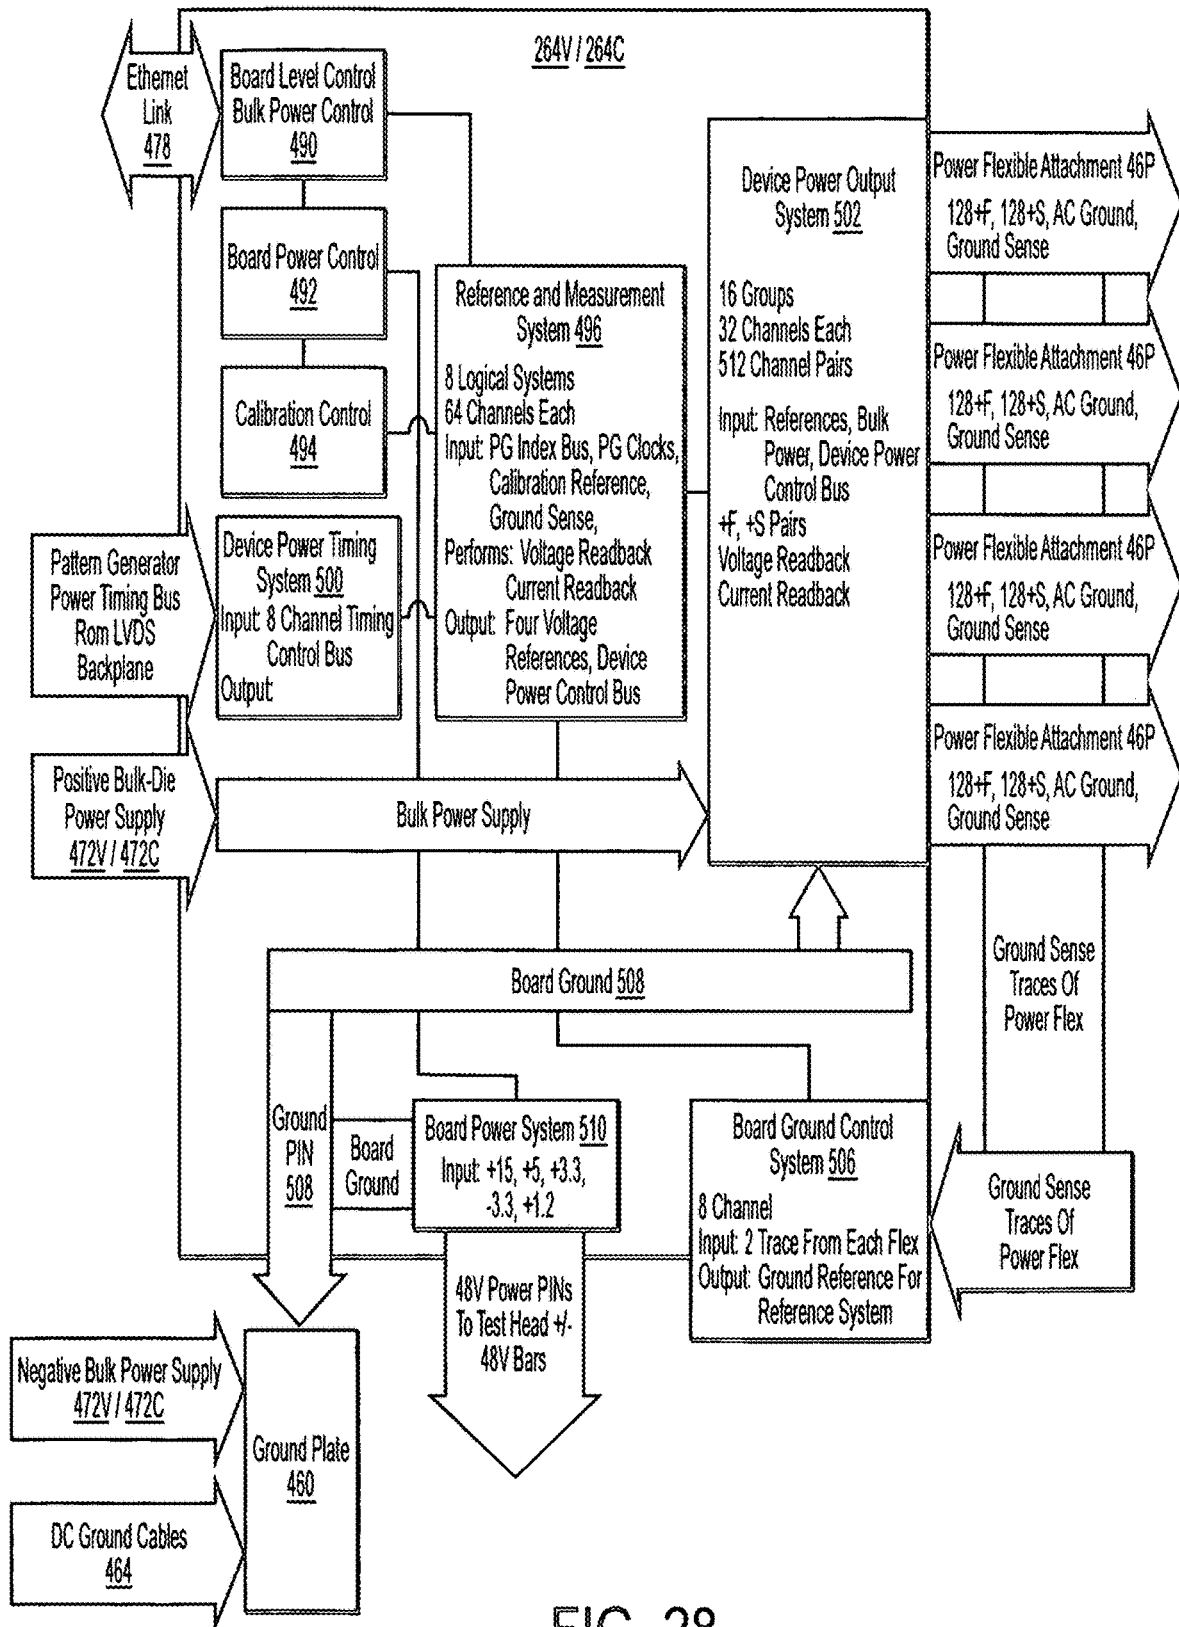 264V / 264C
Ethernet
Link
478
Board Level Control
Bulk Power Control
490
Board Power Control
492
Calibration Control
494
Pattern Generator
Power Timing Bus
Rom LVDS
Backplane
Device Power Timing
System 500
Input: 8 Channel Timing
Control Bus
Output:
Reference and Measurement
System 496
8 Logical Systems
64 Channels Each
Input: PG Index Bus, PG Clocks,
Calibration Reference,
Ground Sense,
Performs: Voltage Readback
Current Readback
Output: Four Voltage
References, Device
Power Control Bus
Device Power Output
System 502
16 Groups
32 Channels Each
512 Channel Pairs
Input: References, Bulk
Power, Device Power
Control Bus
+F, +S Pairs
Voltage Readback
Current Readback
Power Flexible Attachment 46P
128+F, 128+S, AC Ground,
Ground Sense
Power Flexible Attachment 46P
128+F, 128+S, AC Ground,
Ground Sense
Power Flexible Attachment 46P
128+F, 128+S, AC Ground,
Ground Sense
Power Flexible Attachment 46P
128+F, 128+S, AC Ground,
Ground Sense
Positive Bulk-Die
Power Supply
472V / 472C
Bulk Power Supply
Board Ground 508
Ground Sense
Traces Of
Power Flex
Ground
PIN
508
Board
Ground
Board Power System 510
Input: +15, +5, +3.3,
-3.3, +1.2
Board Ground Control
System 506
8 Channel
Input: 2 Trace From Each Flex
Output: Ground Reference For
Reference System
Ground Sense
Traces Of
Power Flex
48V Power PINs
To Test Head +/-
48V Bars
Negative Bulk Power Supply
472V / 472C
Ground Plate
460
DC Ground Cables
464
FIG. 28